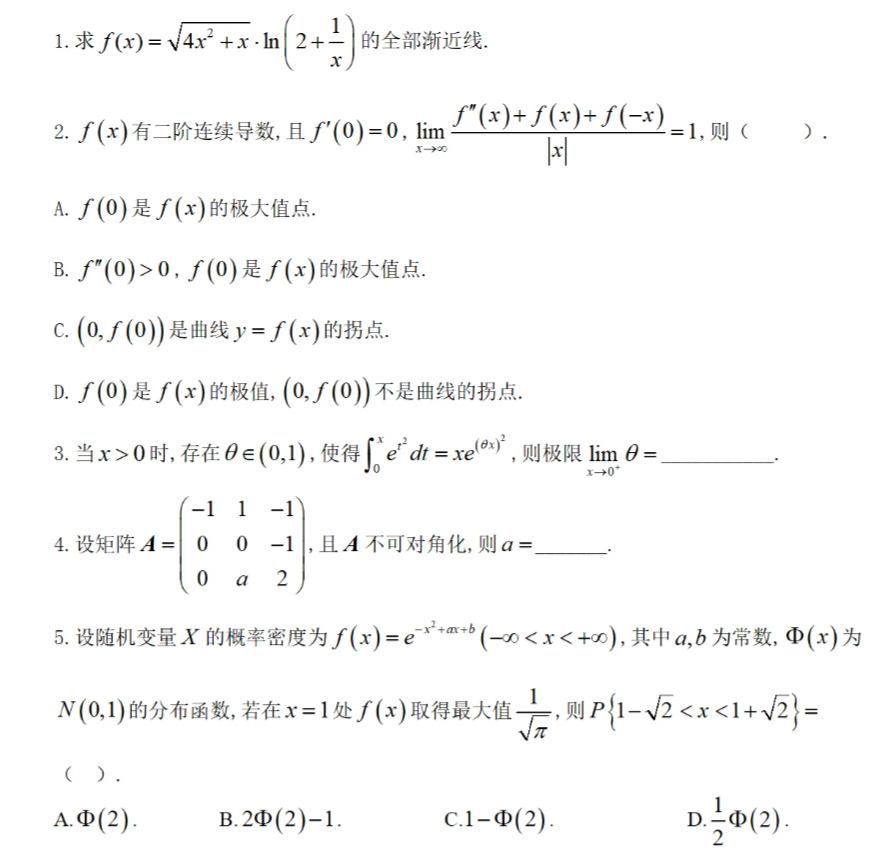 1. 求 $f(x)=\sqrt{4x^2+x}\cdot\ln\left(2+\frac{1}{x}\right)$ 的全部渐近线.
2. $f(x)$ 有二阶连续导数, 且 $f'(0)=0$, $\lim_{x\to\infty}\frac{f''(x)+f(x)+f(-x)}{|x|}=1$, 则（　　）.
A. $f(0)$ 是 $f(x)$ 的极大值点.
B. $f''(0)>0$, $f(0)$ 是 $f(x)$ 的极大值点.
C. $(0,f(0))$ 是曲线 $y=f(x)$ 的拐点.
D. $f(0)$ 是 $f(x)$ 的极值, $(0,f(0))$ 不是曲线的拐点.
3. 当 $x>0$ 时, 存在 $\theta\in(0,1)$, 使得 $\int_0^x e^{t^2}dt=xe^{(\theta x)^2}$, 则极限 $\lim_{x\to 0^+}\theta=$__________.
4. 设矩阵 $A=\begin{pmatrix}-1&1&-1\\0&0&-1\\0&a&2\end{pmatrix}$, 且 $A$ 不可对角化, 则 $a=$_______.
5. 设随机变量 $X$ 的概率密度为 $f(x)=e^{-x^2+ax+b}(-\infty<x<+\infty)$, 其中 $a,b$ 为常数, $\Phi(x)$ 为
$N(0,1)$ 的分布函数, 若在 $x=1$ 处 $f(x)$ 取得最大值 $\frac{1}{\sqrt{\pi}}$, 则 $P\{1-\sqrt{2}<x<1+\sqrt{2}\}=$
（　）.
A. $\Phi(2)$. B. $2\Phi(2)-1$. C. $1-\Phi(2)$. D. $\frac{1}{2}\Phi(2)$.